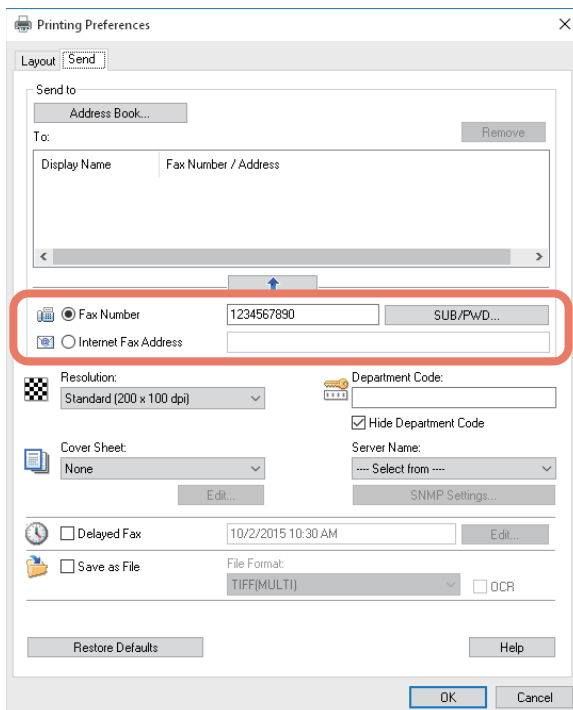 Printing Preferences
Layout Send
Send to
Address Book...
To: Remove
Display Name Fax Number / Address
Fax Number 1234567890 SUB/PWD...
Internet Fax Address
Resolution: Department Code:
Standard (200 x 100 dpi)
Hide Department Code
Cover Sheet: Server Name:
None ---- Select from ----
Edit... SNMP Settings...
Delayed Fax 10/2/2015 10:30 AM Edit...
Save as File File Format:
TIFF(MULTI) OCR
Restore Defaults Help
OK Cancel